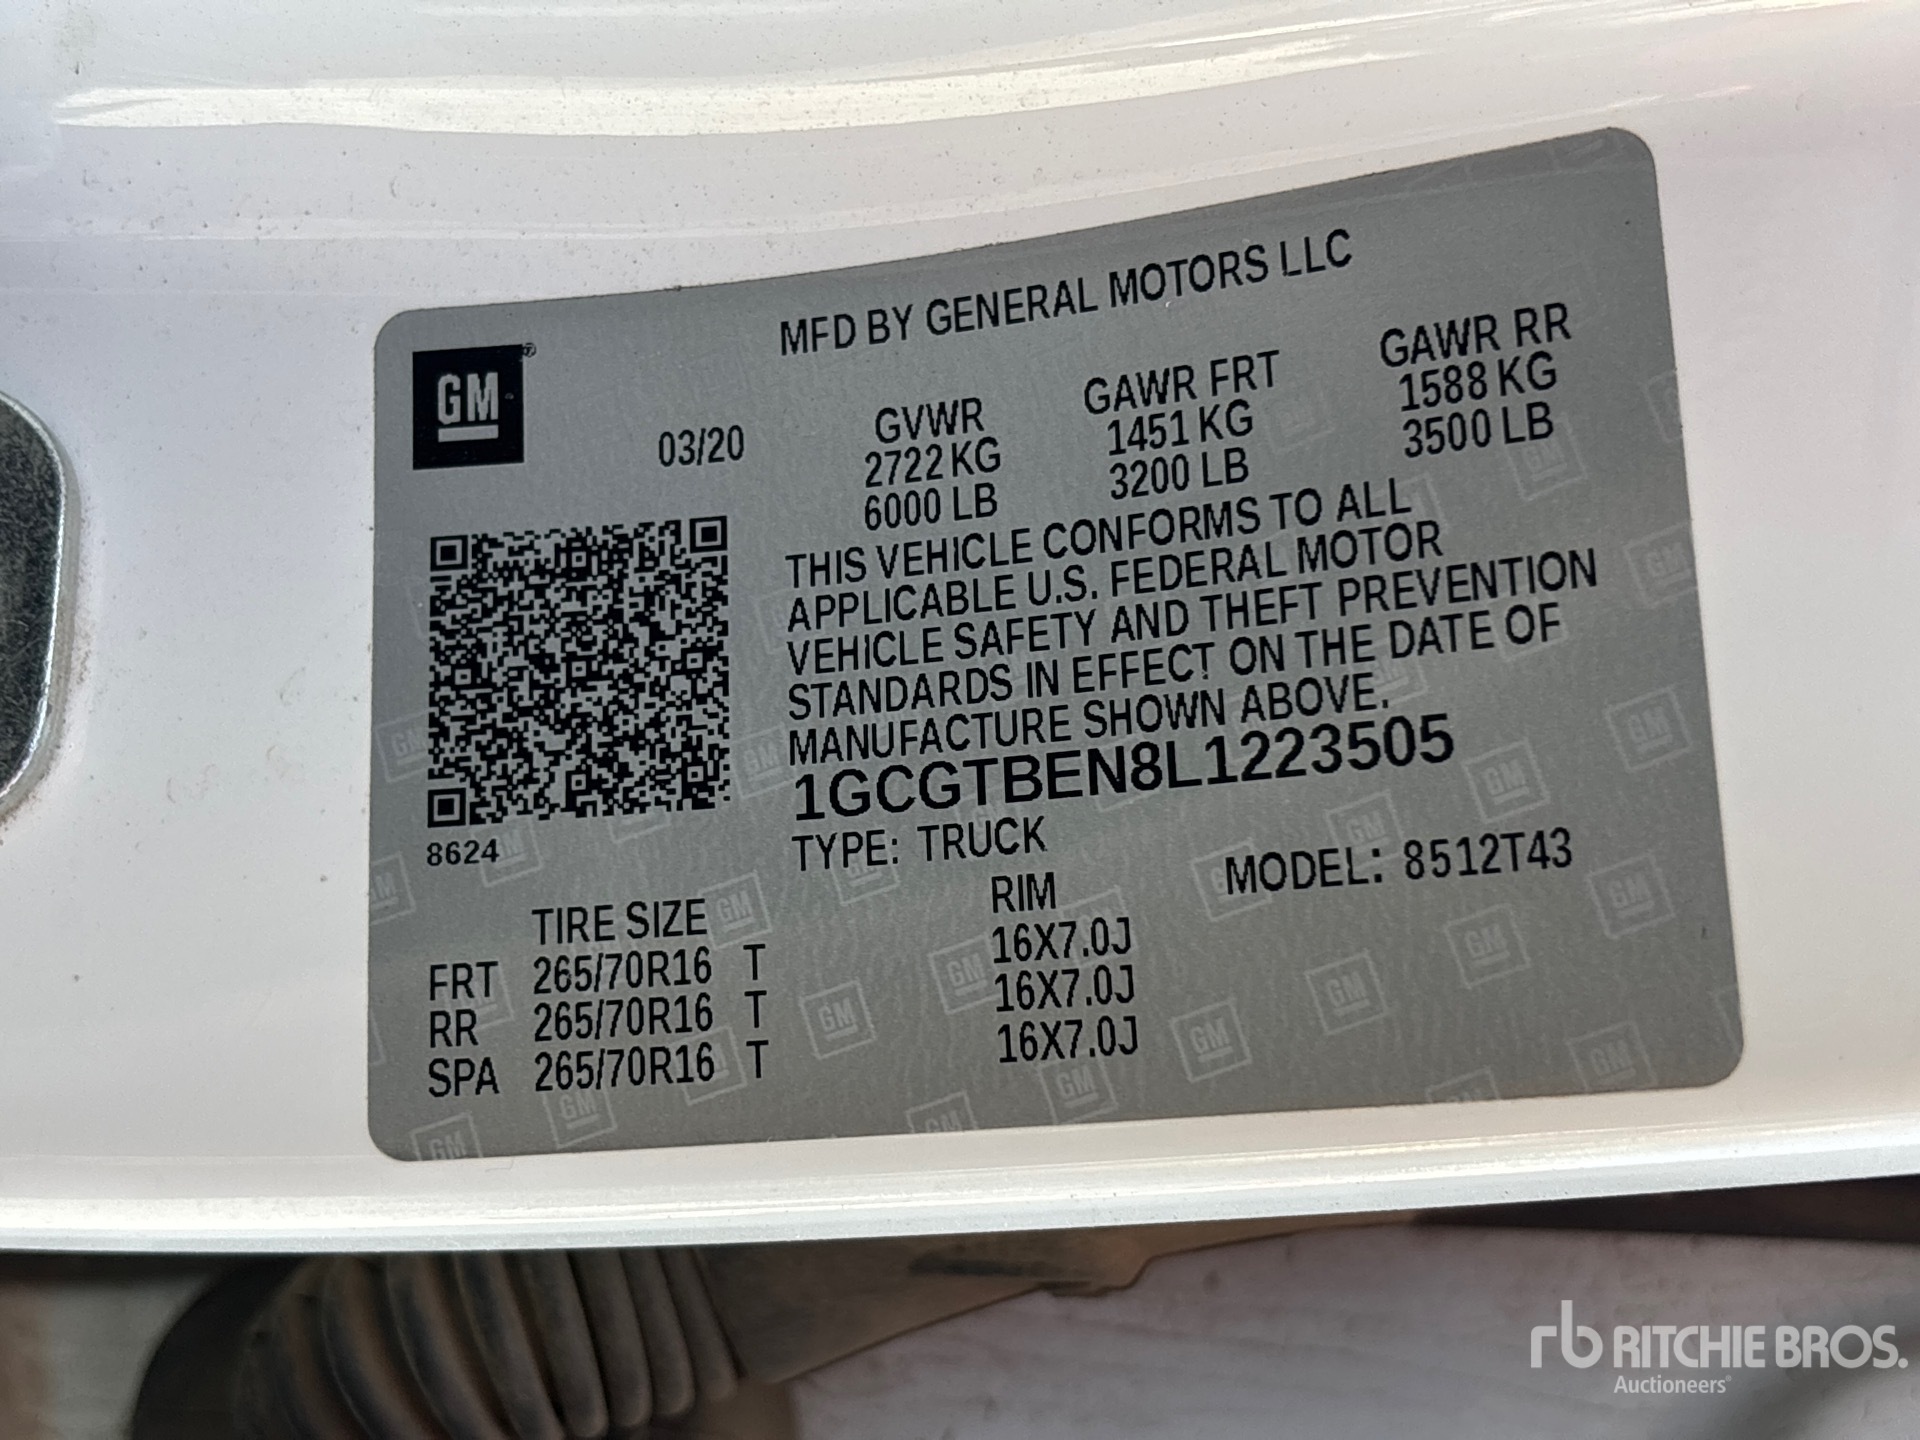 MFD BY GENERAL MOTORS LLC
GM
03/20
GVWR
2722 KG
6000 LB
GAWR FRT
1451 KG
3200 LB
GAWR RR
1588 KG
3500 LB
THIS VEHICLE CONFORMS TO ALL
APPLICABLE U.S. FEDERAL MOTOR
VEHICLE SAFETY AND THEFT PREVENTION
STANDARDS IN EFFECT ON THE DATE OF
MANUFACTURE SHOWN ABOVE.
1GCGTBEN8L1223505
8624
TYPE: TRUCK
MODEL: 8512T43
TIRE SIZE RIM
FRT 265/70R16 T 16X7.0J
RR 265/70R16 T 16X7.0J
SPA 265/70R16 T 16X7.0J
rb RITCHIE BROS.
Auctioneers®